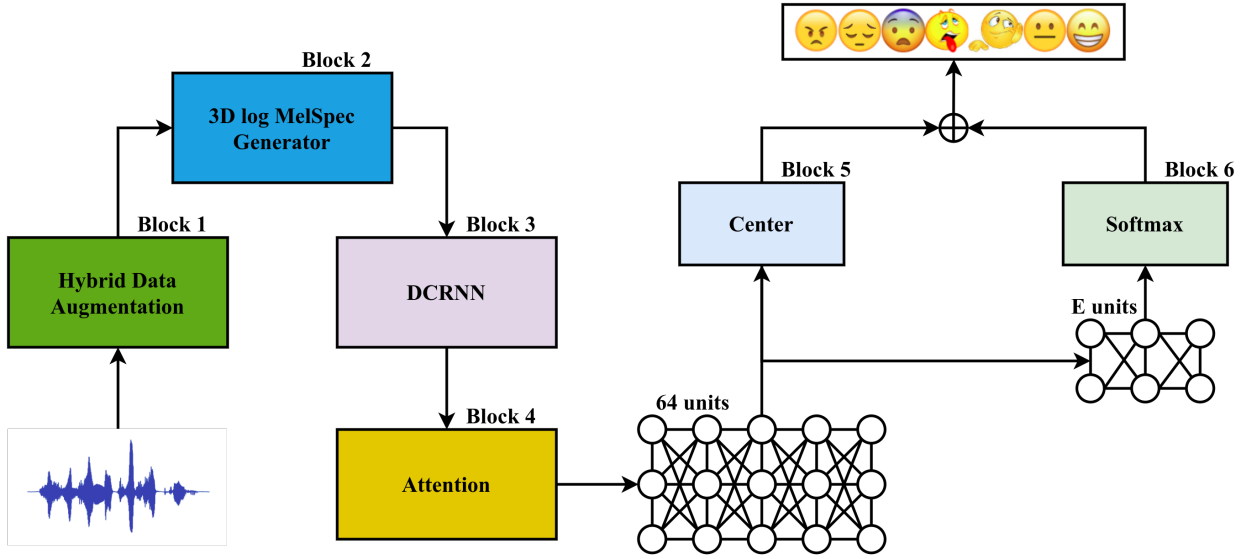 Block 1
Hybrid Data
Augmentation
Block 2
3D log MelSpec
Generator
Block 3
DCRNN
Block 4
Attention
64 units
Block 5
Center
E units
Block 6
Softmax